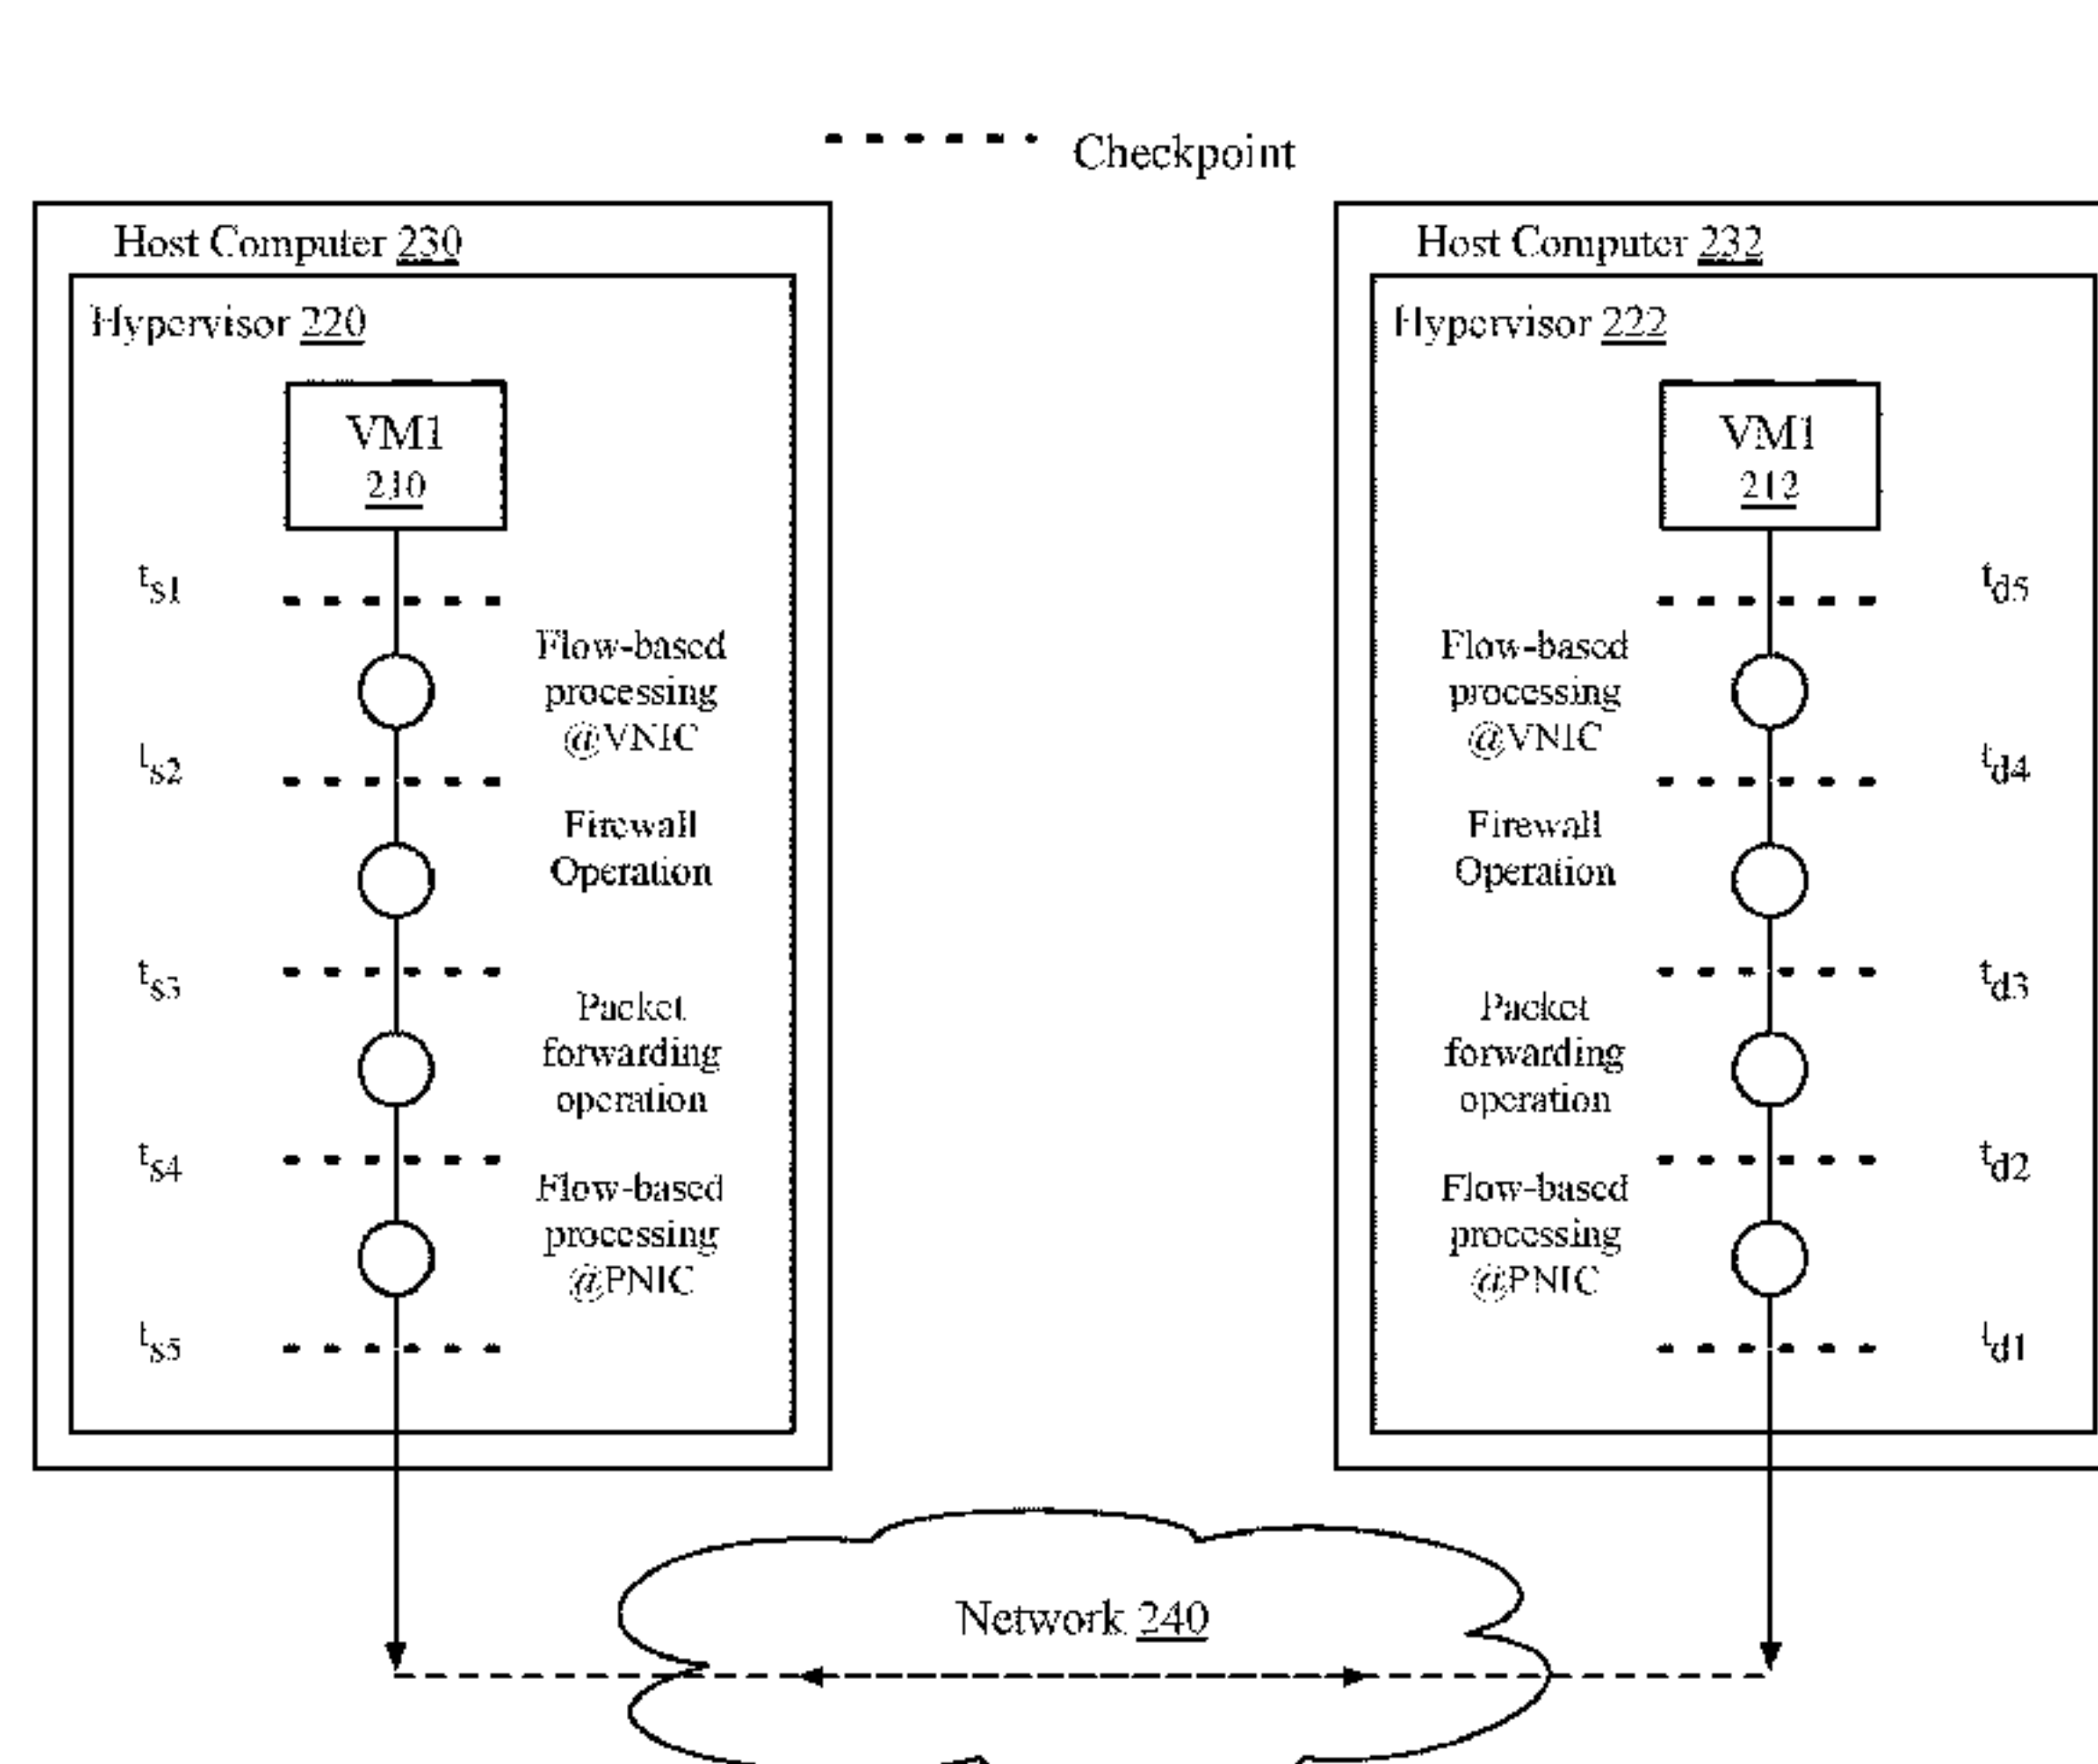 Checkpoint
Host Computer 230
Hypervisor 220
VM1
210
ts1
Flow-based
processing
@VNIC
ts2
Firewall
Operation
ts3
Packet
forwarding
operation
ts4
Flow-based
processing
@PNIC
ts5
Host Computer 232
Hypervisor 222
VM1
212
td5
Flow-based
processing
@VNIC
td4
Firewall
Operation
td3
Packet
forwarding
operation
td2
Flow-based
processing
@PNIC
td1
Network 240